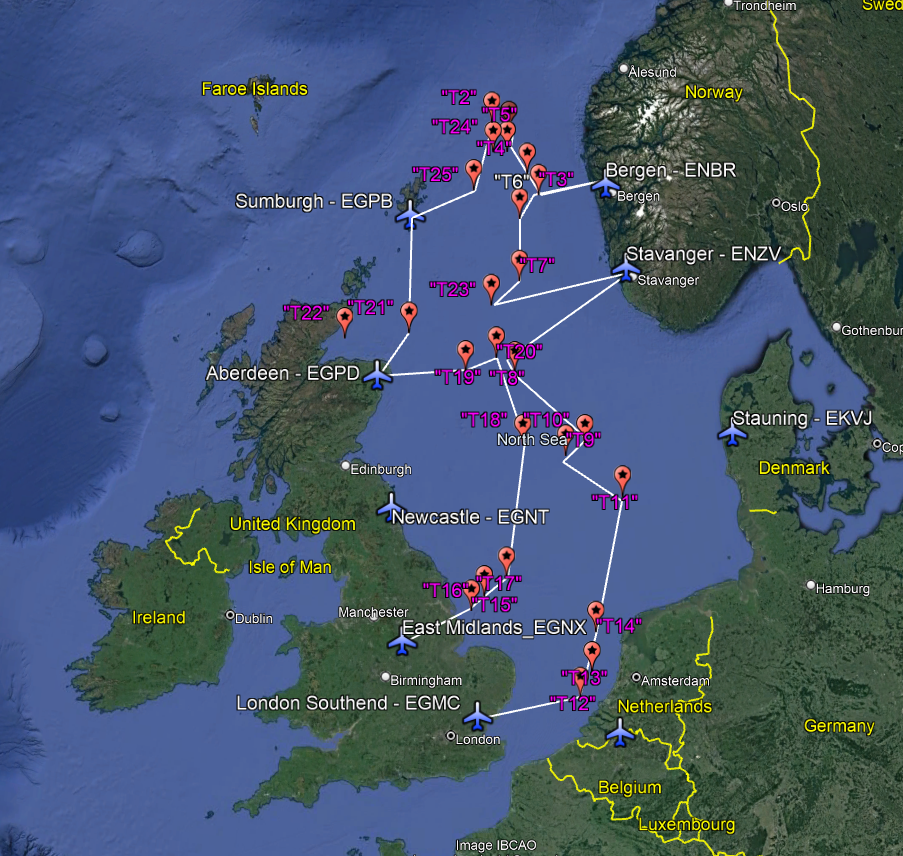 Trondheim
Swed
Ålesund
Faroe Islands
Norway
"T2"
"T5"
"T24"
"T4"
"T25"
"T6"
"T3"
Bergen - ENBR
Bergen
Sumburgh - EGPB
Oslo
Stavanger - ENZV
"T7"
Stavanger
"T23"
"T22"
"T21"
Gothenbur
"T20"
Aberdeen - EGPD
"T19"
"T8"
"T18"
"T10"
Stauning - EKVJ
North Sea
"T9"
Cop
Edinburgh
Denmark
"T11"
Newcastle - EGNT
United Kingdom
Isle of Man
"T17"
"T16"
Hamburg
"T15"
Ireland
Dublin
Manchester
East Midlands_EGNX
"T14"
Birmingham
"T13"
Amsterdam
London Southend - EGMC
"T12"
Netherlands
London
Germany
Belgium
Luxembourg
Image IBCAO